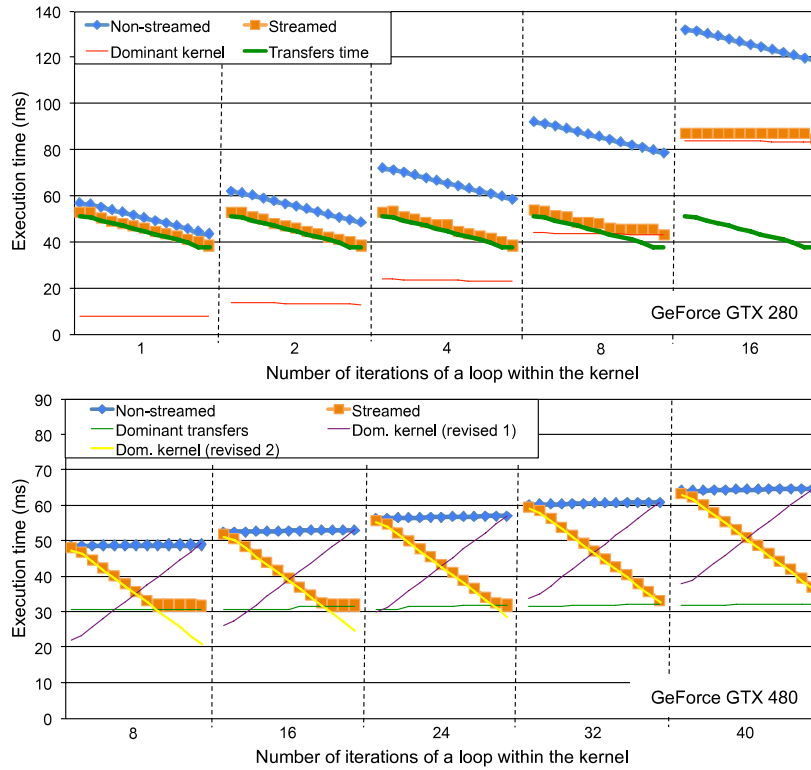 Non-streamed Streamed
Dominant kernel Transfers time
140
120
100
80
60
40
20
0
Execution time (ms)
GeForce GTX 280
1 2 4 8 16
Number of iterations of a loop within the kernel
Non-streamed Streamed
Dominant transfers Dom. kernel (revised 1)
Dom. kernel (revised 2)
90
80
70
60
50
40
30
20
10
0
Execution time (ms)
GeForce GTX 480
8 16 24 32 40
Number of iterations of a loop within the kernel